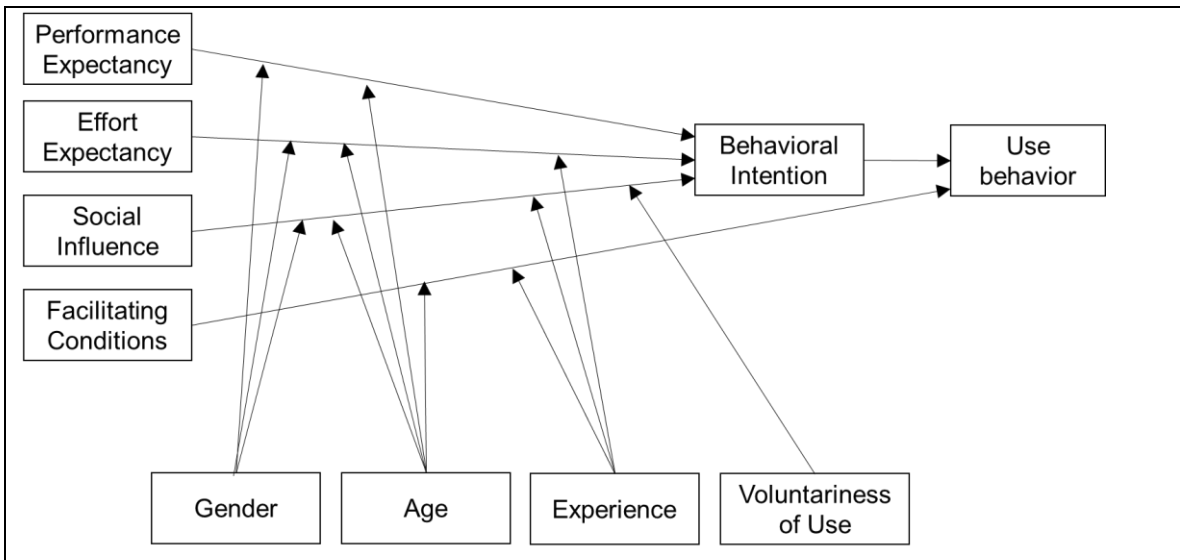 Performance
Expectancy
Effort
Expectancy
Behavioral
Intention
Use
behavior
Social
Influence
Facilitating
Conditions
Gender
Age
Experience
Voluntariness
of Use